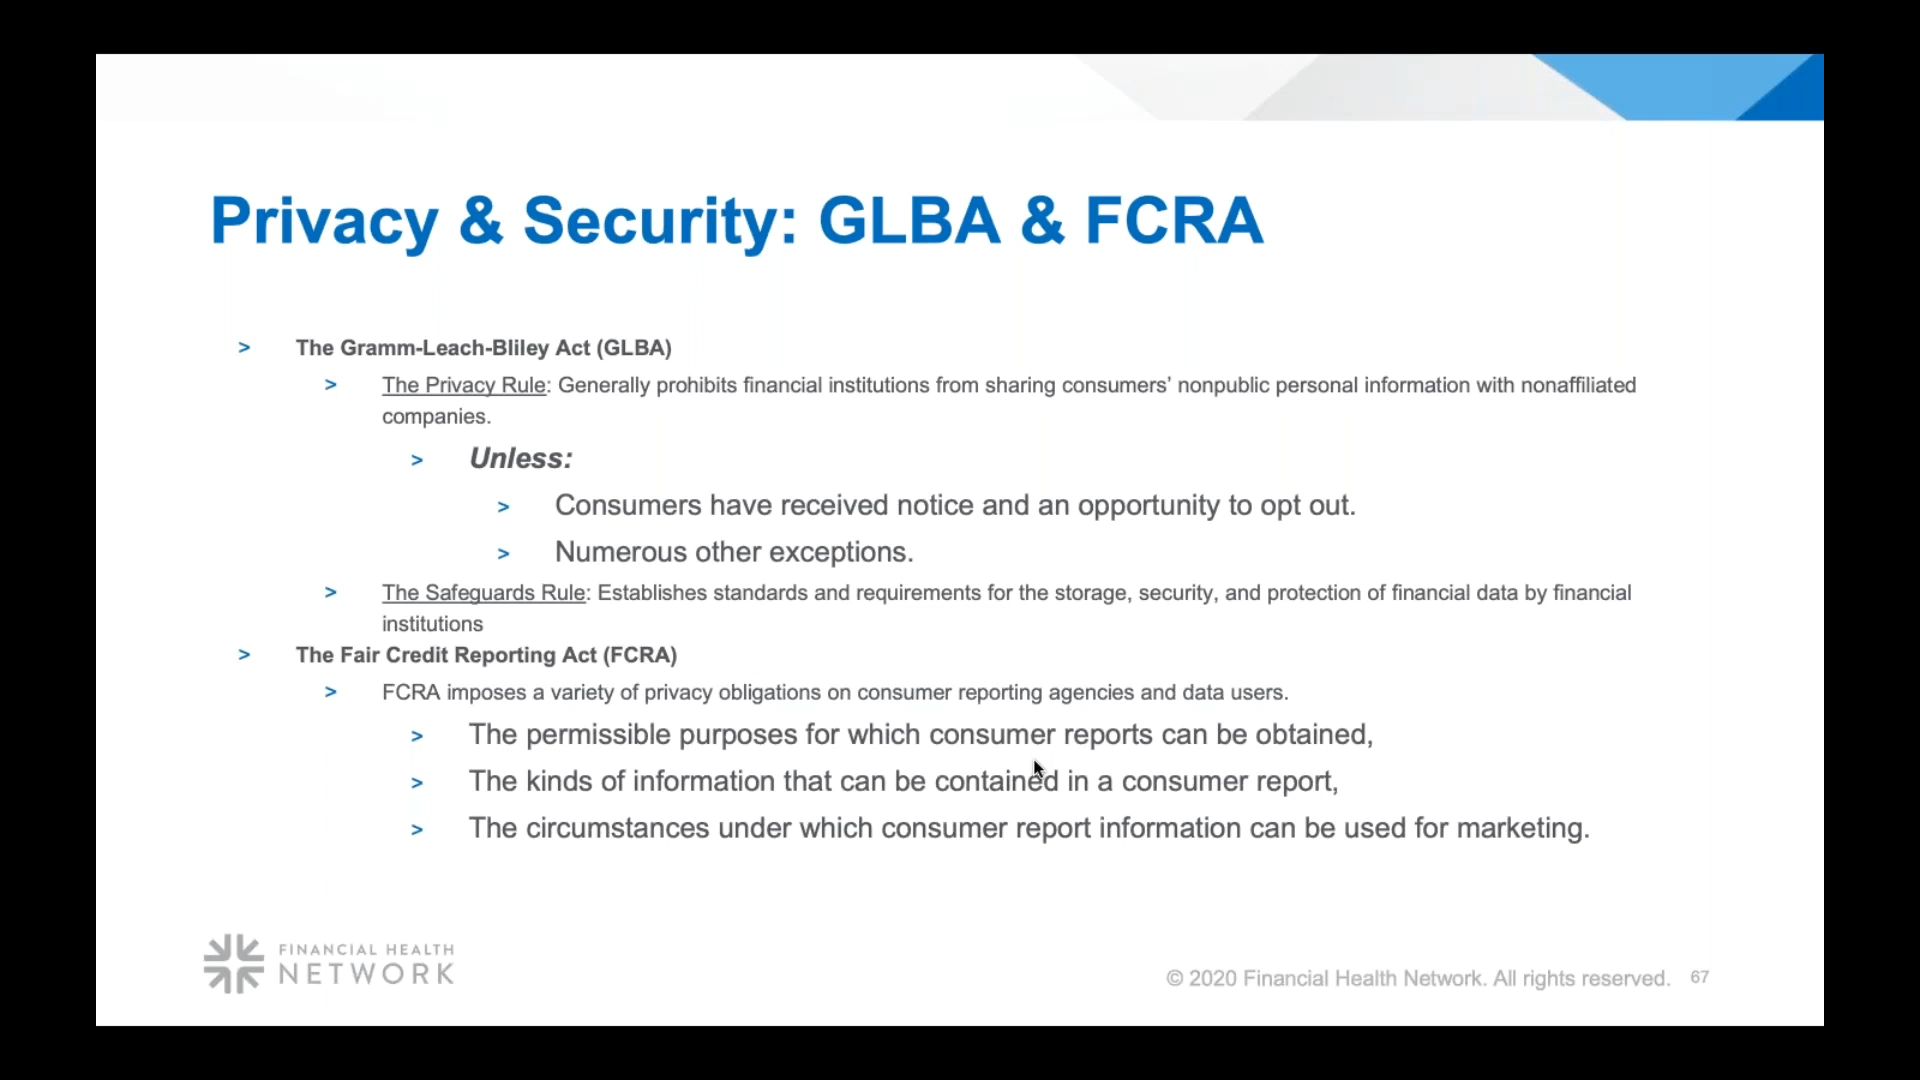 Privacy & Security: GLBA & FCRA
> The Gramm-Leach-Bliley Act (GLBA)
> The Privacy Rule: Generally prohibits financial institutions from sharing consumers’ nonpublic personal information with nonaffiliated
companies.
> Unless:
> Consumers have received notice and an opportunity to opt out.
> Numerous other exceptions.
> The Safeguards Rule: Establishes standards and requirements for the storage, security, and protection of financial data by financial
institutions
> The Fair Credit Reporting Act (FCRA)
> FCRA imposes a variety of privacy obligations on consumer reporting agencies and data users.
> The permissible purposes for which consumer reports can be obtained,
> The kinds of information that can be contained in a consumer report,
> The circumstances under which consumer report information can be used for marketing.
FINANCIAL HEALTH
NETWORK
© 2020 Financial Health Network. All rights reserved. 67